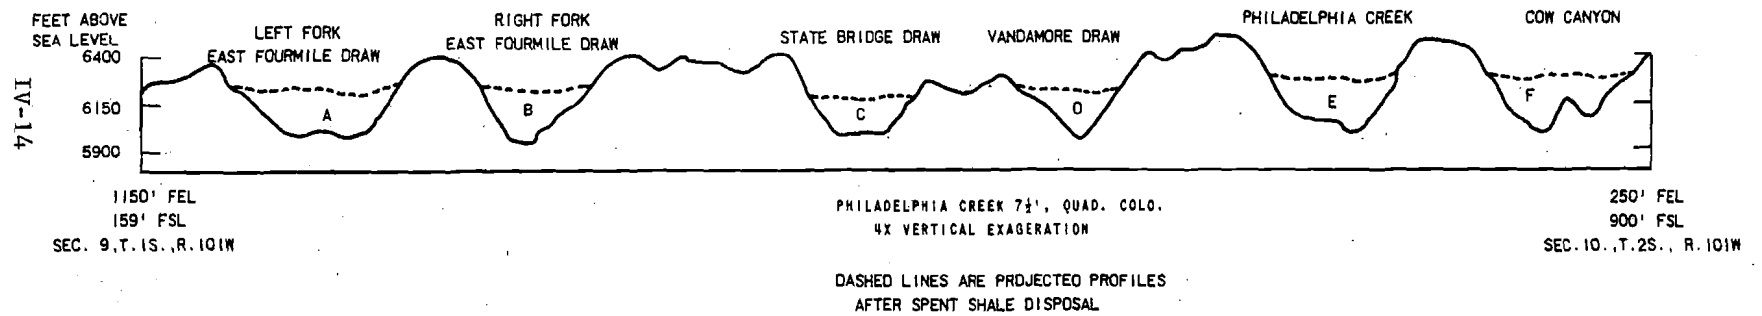 FEET ABOVE
SEA LEVEL
LEFT FORK
EAST FOURMILE DRAW
RIGHT FORK
EAST FOURMILE DRAW
STATE BRIDGE DRAW
VANDAMORE DRAW
PHILADELPHIA CREEK
COW CANYON
6400
6150
5900
A
B
C
D
E
F
IV-14
1150' FEL
159' FSL
SEC. 9,T.1S.,R.101W
PHILADELPHIA CREEK 7½', QUAD. COLO.
4X VERTICAL EXAGERATION
250' FEL
900' FSL
SEC.10.,T.2S., R.101W
DASHED LINES ARE PROJECTED PROFILES
AFTER SPENT SHALE DISPOSAL